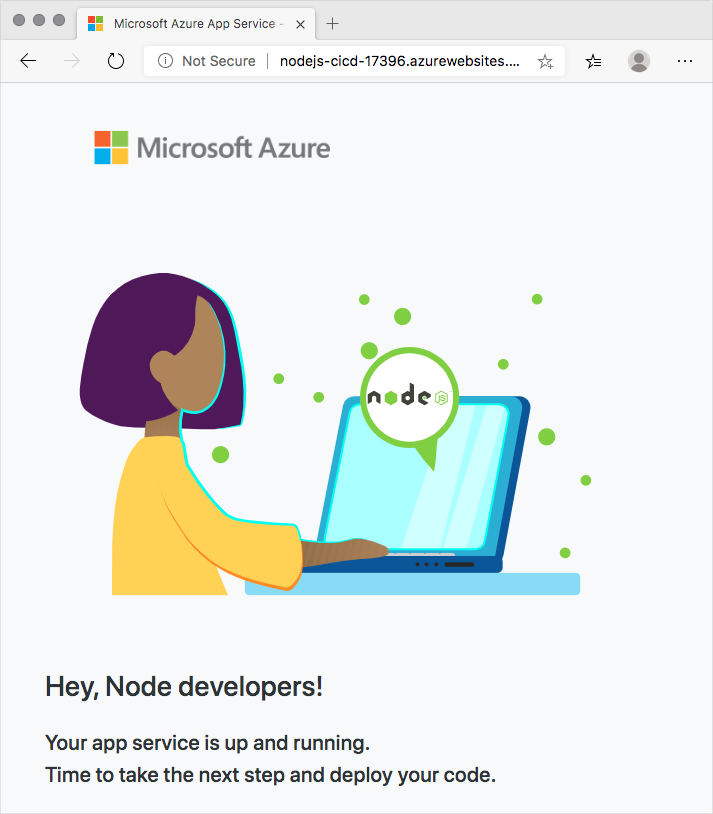 Microsoft Azure App Service -
Not Secure
nodejs-cicd-17396.azurewebsites....
Microsoft Azure
node
JS
Hey, Node developers!
Your app service is up and running.
Time to take the next step and deploy your code.